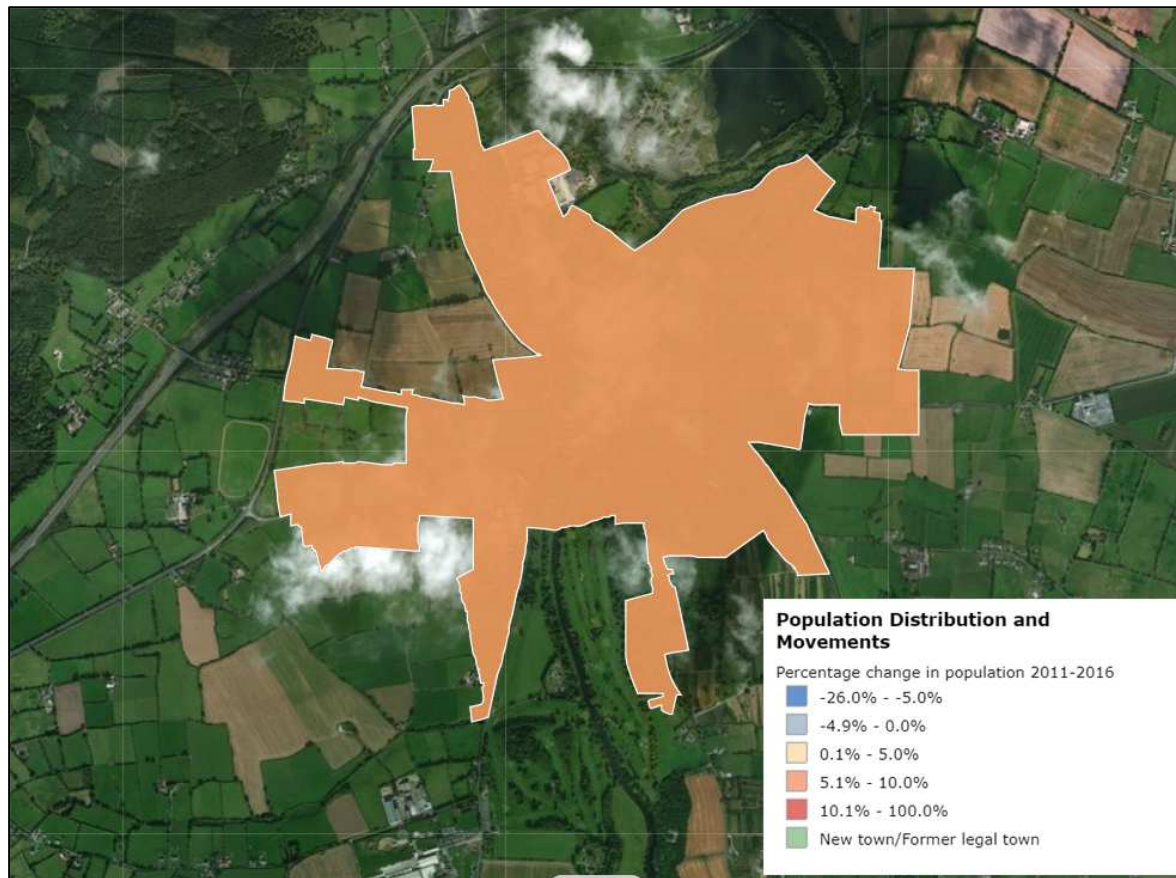 Population Distribution and
Movements
Percentage change in population 2011-2016
-26.0% - -5.0%
-4.9% - 0.0%
0.1% - 5.0%
5.1% - 10.0%
10.1% - 100.0%
New town/Former legal town